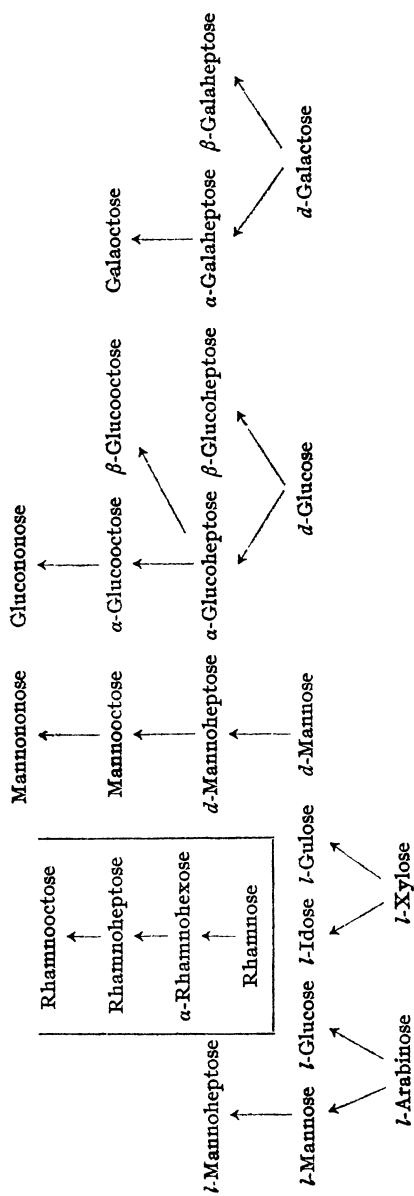 Mannononose Glucononose
Rhamnooctose
Rhamnoheptose Mannooctose α-Glucooctose β-Glucooctose Galaoctose
α-Rhamnohexose
l-Mannoheptose d-Mannoheptose α-Glucoheptose β-Glucoheptose α-Galaheptose β-Galaheptose
Rhamnose
l-Mannose l-Glucose l-Idose l-Gulose d-Mannose d-Glucose d-Galactose
l-Arabinose l-Xylose